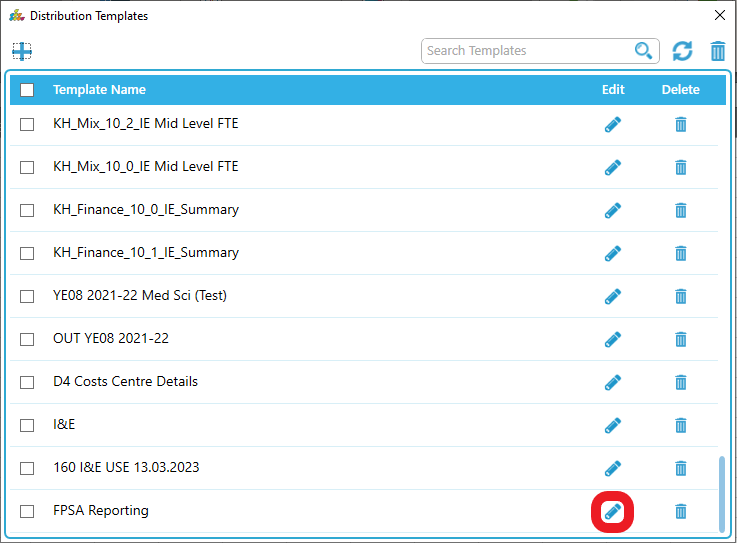 Distribution Templates
Search Templates
Template Name Edit Delete
KH_Mix_10_2_IE Mid Level FTE
KH_Mix_10_0_IE Mid Level FTE
KH_Finance_10_0_IE_Summary
KH_Finance_10_1_IE_Summary
YE08 2021-22 Med Sci (Test)
OUT YE08 2021-22
D4 Costs Centre Details
I&E
160 I&E USE 13.03.2023
FPSA Reporting